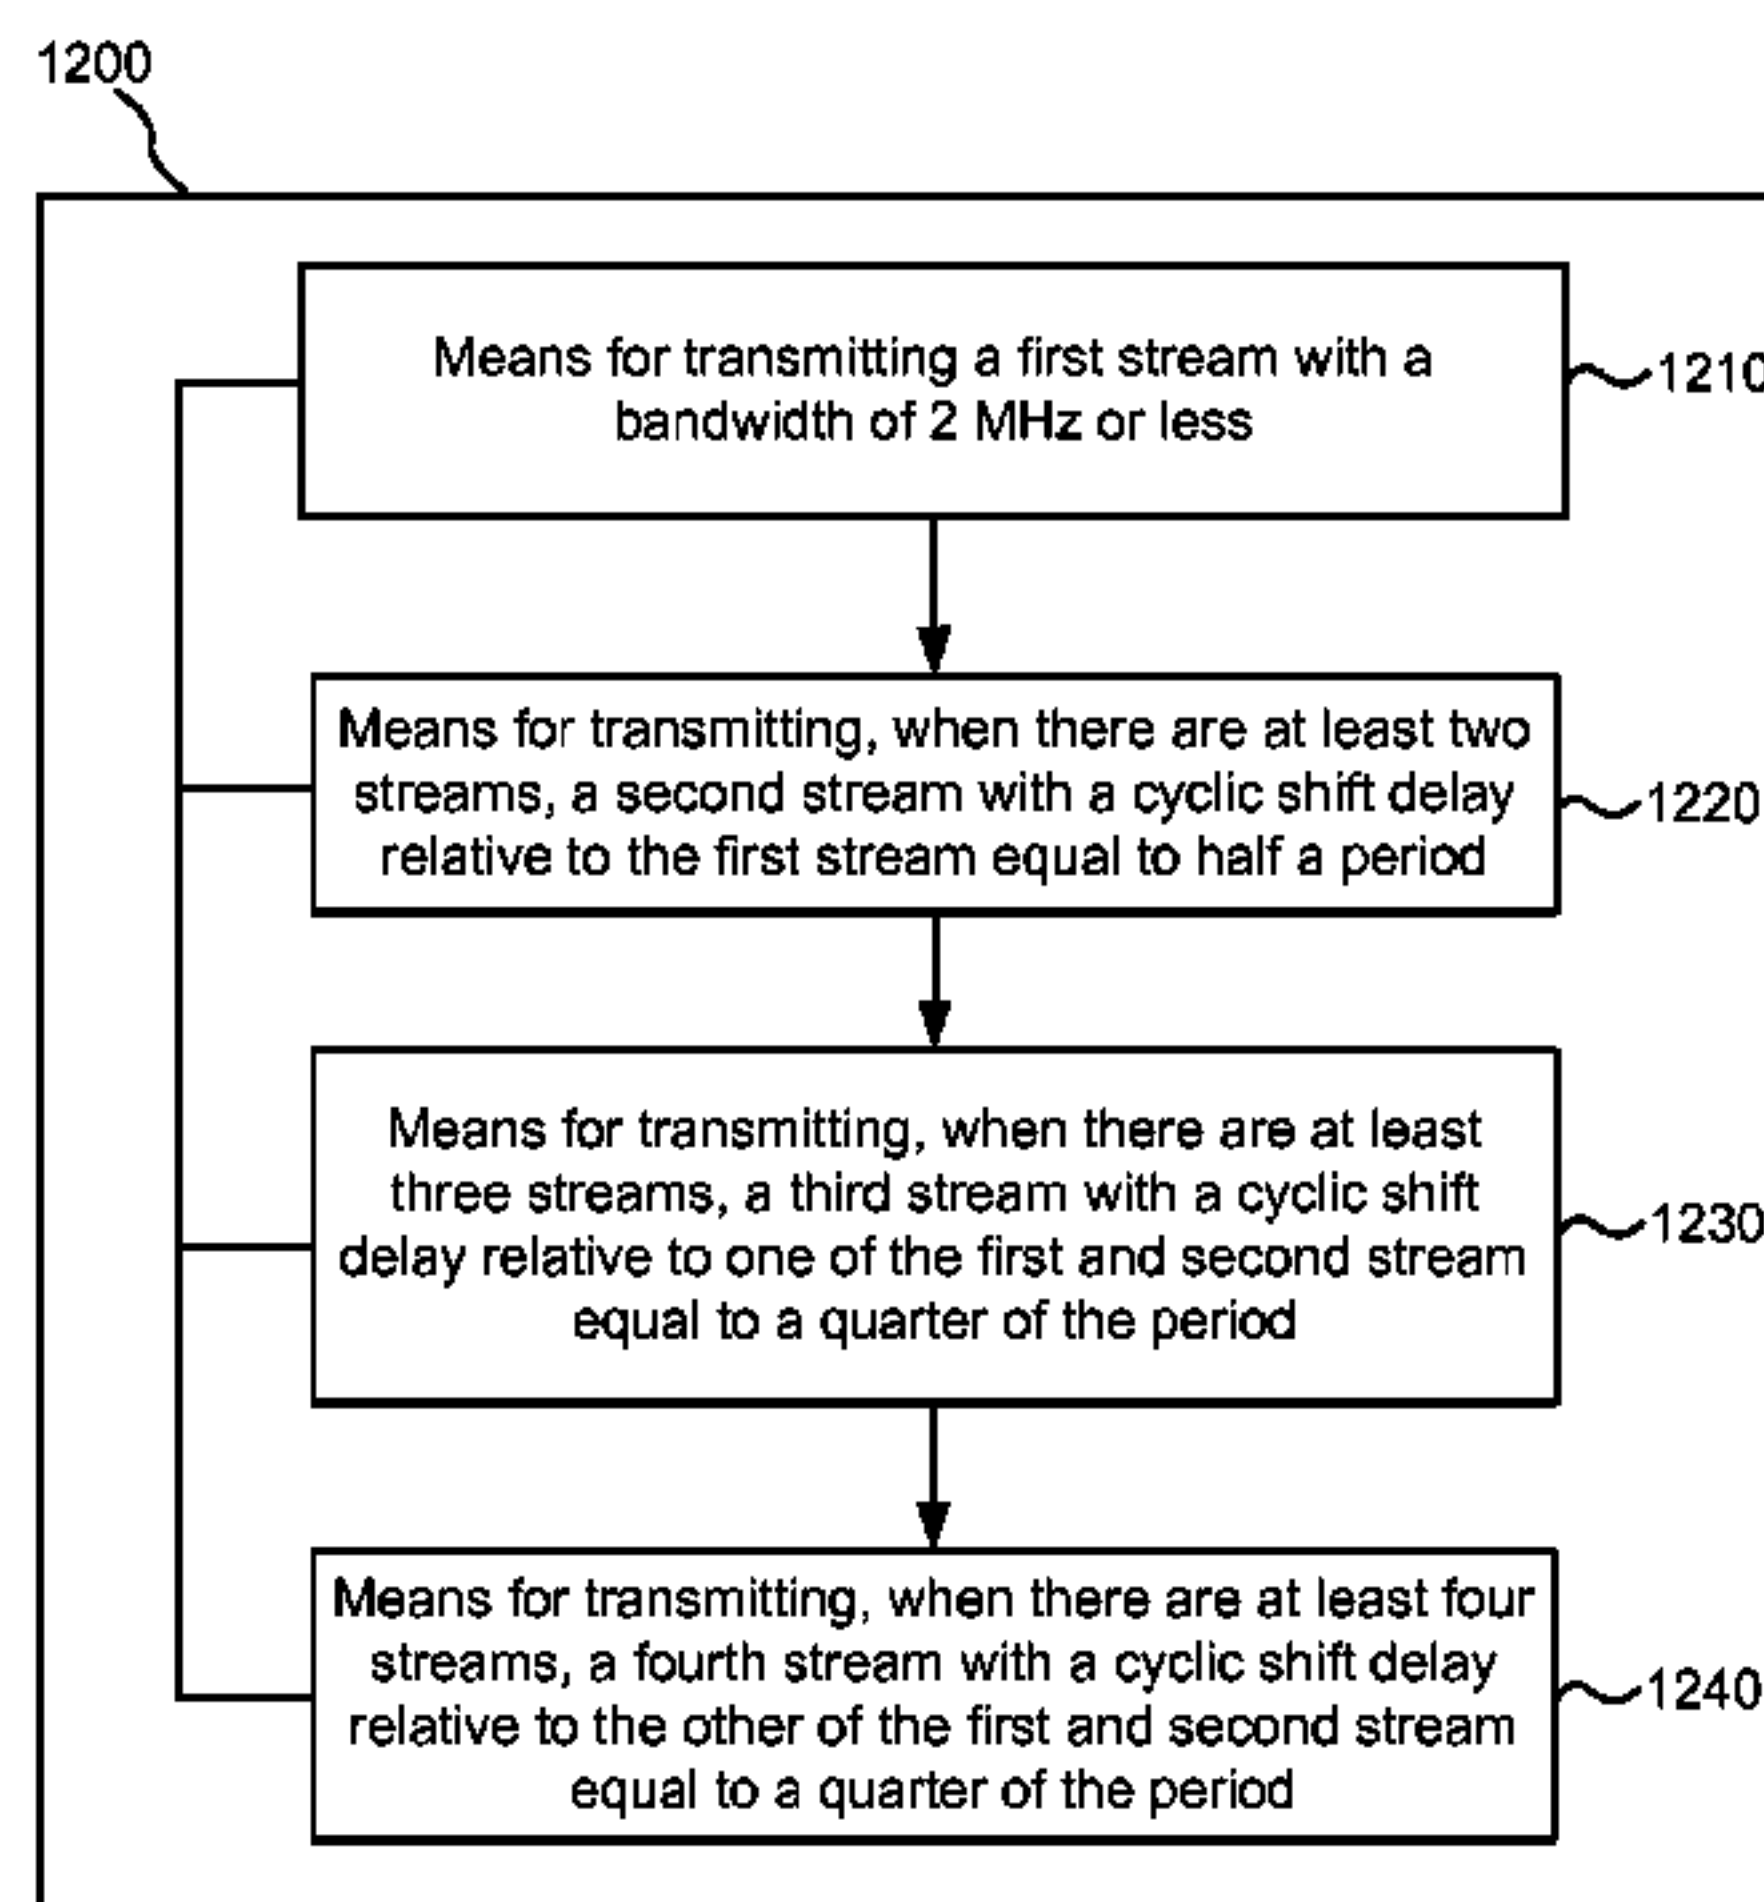 1200
Means for transmitting a first stream with a
bandwidth of 2 MHz or less
1210
Means for transmitting, when there are at least two
streams, a second stream with a cyclic shift delay
relative to the first stream equal to half a period
1220
Means for transmitting, when there are at least
three streams, a third stream with a cyclic shift
delay relative to one of the first and second stream
equal to a quarter of the period
1230
Means for transmitting, when there are at least four
streams, a fourth stream with a cyclic shift delay
relative to the other of the first and second stream
equal to a quarter of the period
1240